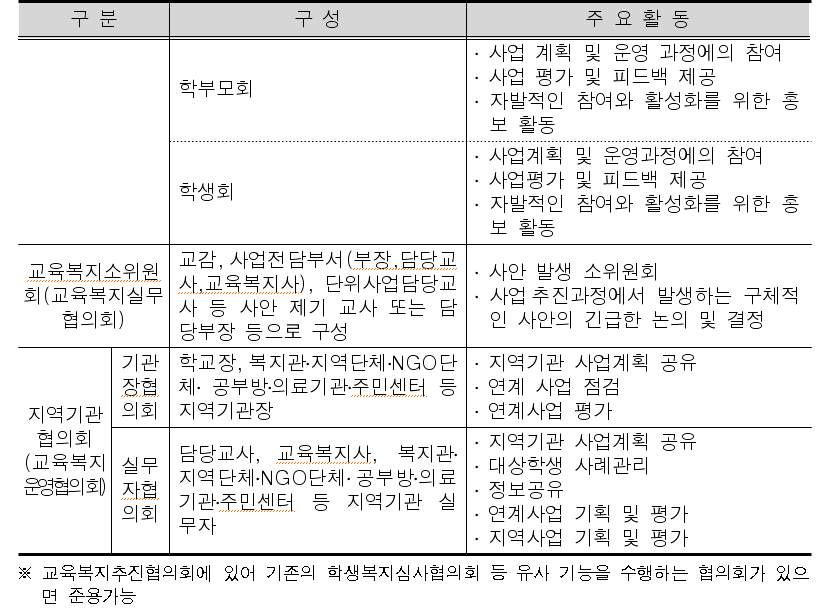 구 분 구 성 주 요 활 동
학부모회
· 사업 계획 및 운영 과정에의 참여
· 사업 평가 및 피드백 제공
· 자발적인 참여와 활성화를 위한 홍
보 활동
학생회
· 사업계획 및 운영과정에의 참여
· 사업평가 및 피드백 제공
· 자발적인 참여와 활성화를 위한 홍
보 활동
교육복지소위원
회(교육복지실무
협의회)
교감, 사업전담부서(부장,담당교
사,교육복지사), 단위사업담당교
사 등 사안 제기 교사 또는 담
당부장 등으로 구성
· 사안 발생 소위원회
· 사업 추진과정에서 발생하는 구체적
인 사안의 긴급한 논의 및 결정
지역기관
협의회
(교육복지
운영협의회)
기관
장협
의회
학교장, 복지관·지역단체·NGO단
체· 공부방·의료기관·주민센터 등
지역기관장
· 지역기관 사업계획 공유
· 연계 사업 점검
· 연계사업 평가
실무
자협
의회
담당교사, 교육복지사, 복지관·
지역단체·NGO단체· 공부방·의료
기관·주민센터 등 지역기관 실
무자
· 지역기관 사업계획 공유
· 대상학생 사례관리
· 정보공유
· 연계사업 기획 및 평가
· 지역사업 기획 및 평가
※ 교육복지추진협의회에 있어 기존의 학생복지심사협의회 등 유사 기능을 수행하는 협의회가 있으
면 준용가능